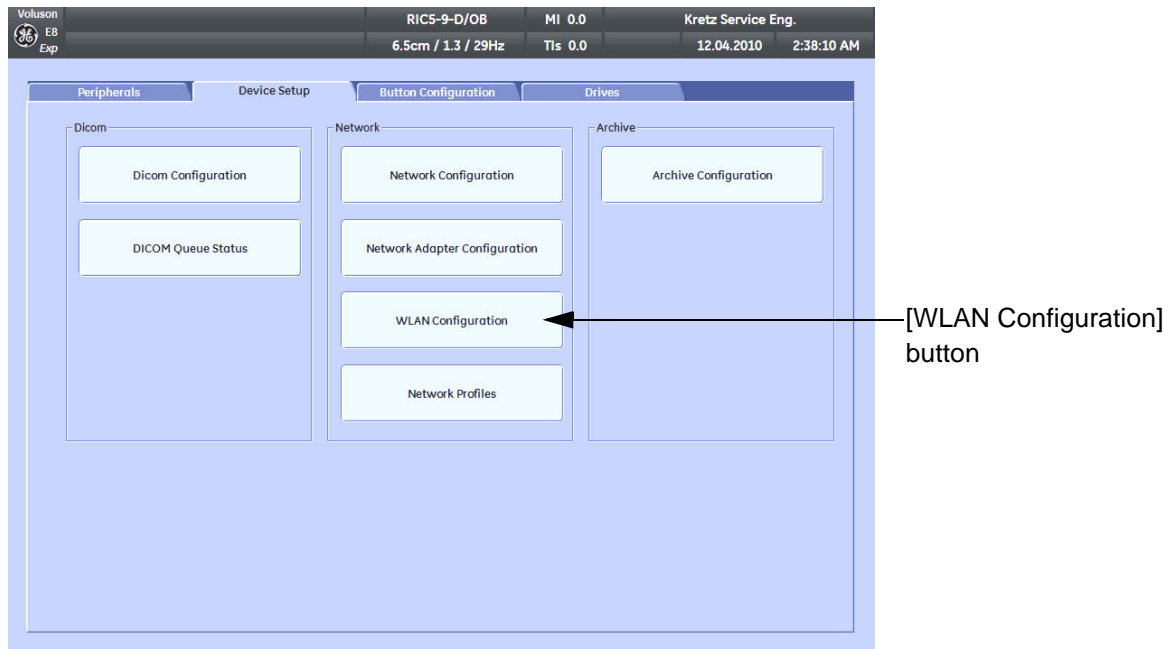 Voluson
E8
Exp
RIC5-9-D/OB MI 0.0 Kretz Service Eng.
6.5cm / 1.3 / 29Hz TIs 0.0 12.04.2010 2:38:10 AM
Peripherals Device Setup Button Configuration Drives
Dicom Network Archive
Dicom Configuration Network Configuration Archive Configuration
DICOM Queue Status Network Adapter Configuration
WLAN Configuration
[WLAN Configuration]
button
Network Profiles